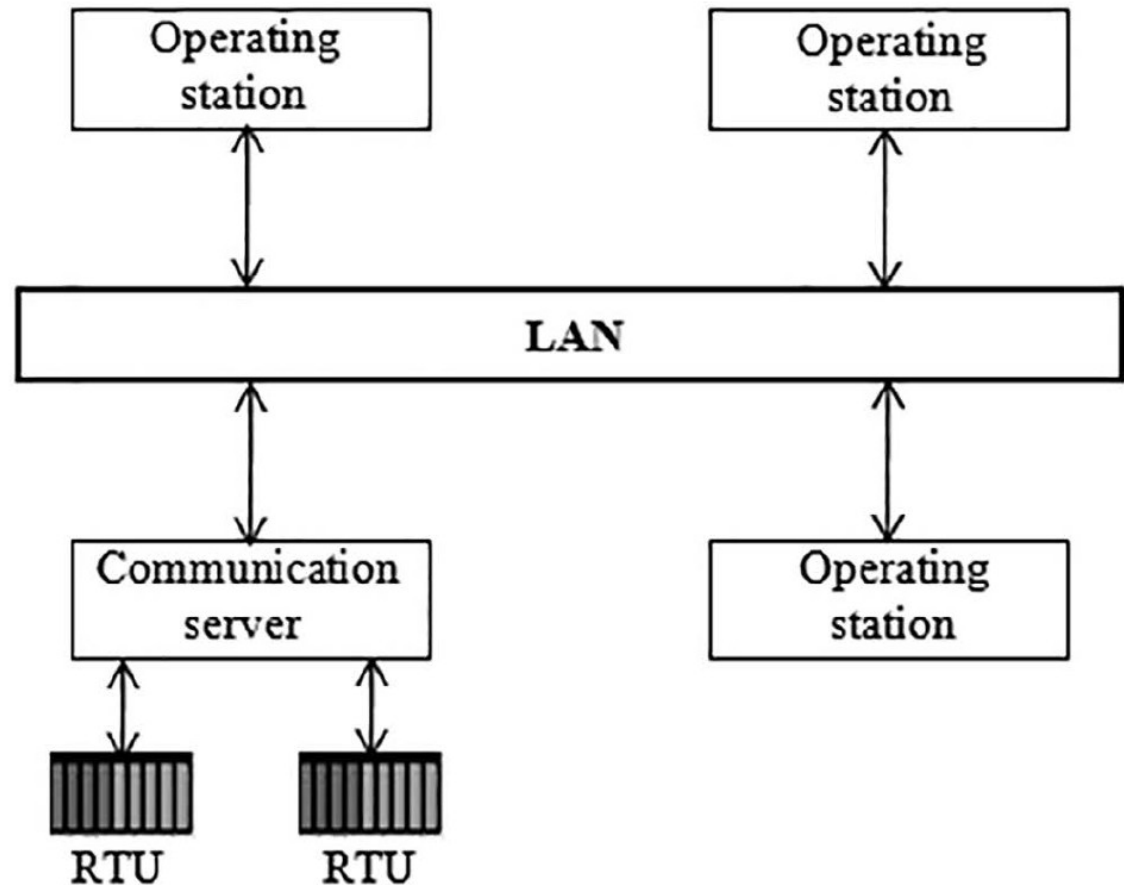 Operating
station
Operating
station
LAN
Communication
server
Operating
station
RTU
RTU